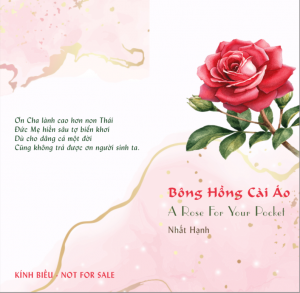 Ơn Cha lành cao hơn non Thái
Đức Mẹ hiền sâu tợ biển khơi
Dù cho dâng cả một đời
Cũng không trả được ơn người sinh ta.
Bông Hồng Cài Áo
A Rose For Your Pocket
Nhất Hạnh
KÍNH BIẾU - NOT FOR SALE